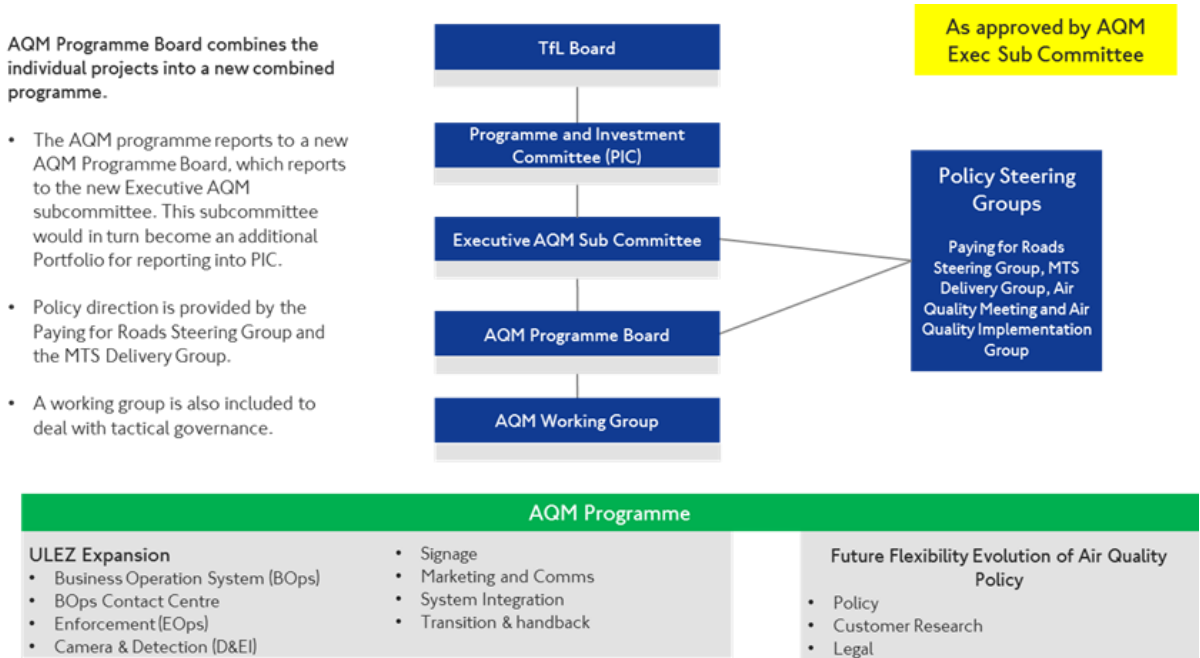 AQM Programme Board combines the
individual projects into a new combined
programme.
• The AQM programme reports to a new
AQM Programme Board, which reports
to the new Executive AQM
subcommittee. This subcommittee
would in turn become an additional
Portfolio for reporting into PIC.
• Policy direction is provided by the
Paying for Roads Steering Group and
the MTS Delivery Group.
• A working group is also included to
deal with tactical governance.
TfL Board
Programme and Investment
Committee (PIC)
Executive AQM Sub Committee
AQM Programme Board
AQM Working Group
As approved by AQM
Exec Sub Committee
Policy Steering
Groups
Paying for Roads
Steering Group, MTS
Delivery Group, Air
Quality Meeting and Air
Quality Implementation
Group
AQM Programme
ULEZ Expansion
• Business Operation System (BOps)
• BOps Contact Centre
• Enforcement (EOps)
• Camera & Detection (D&EI)
• Signage
• Marketing and Comms
• System Integration
• Transition & handback
Future Flexibility Evolution of Air Quality
Policy
• Policy
• Customer Research
• Legal